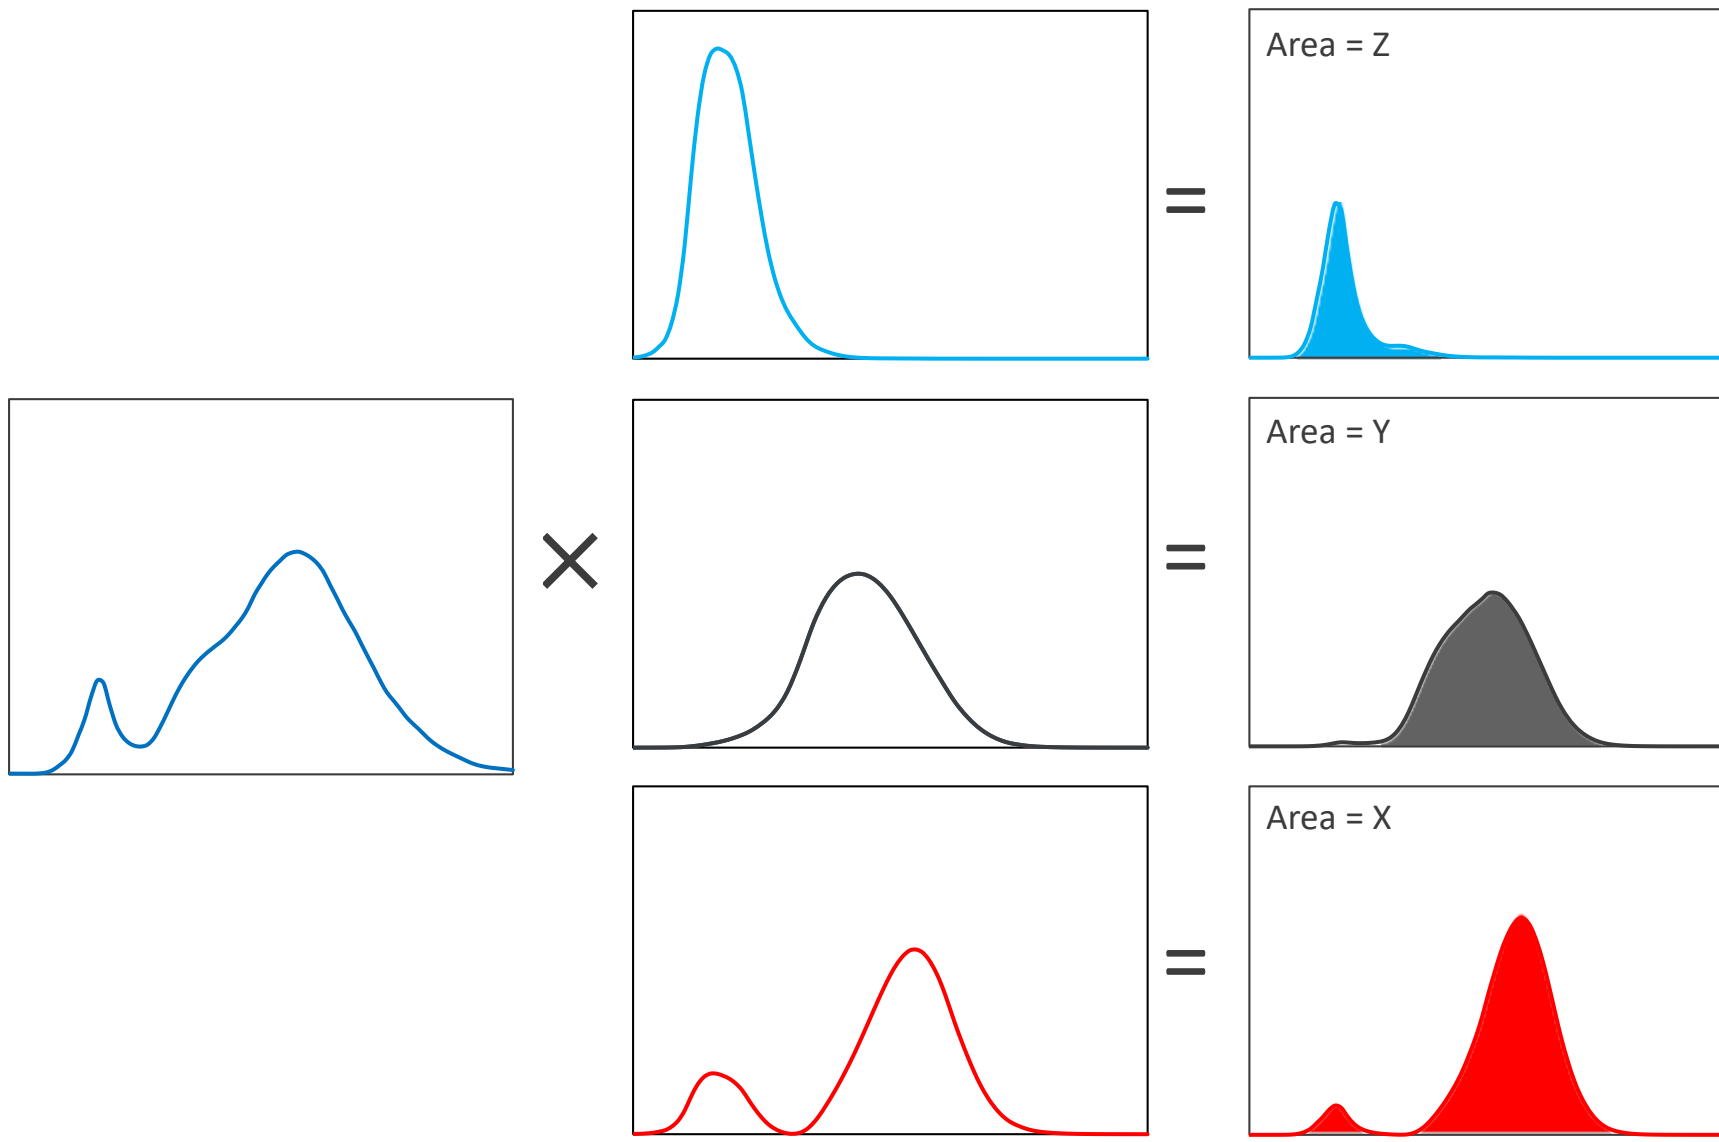 Area = Z
=
Area = Y
×
=
Area = X
=